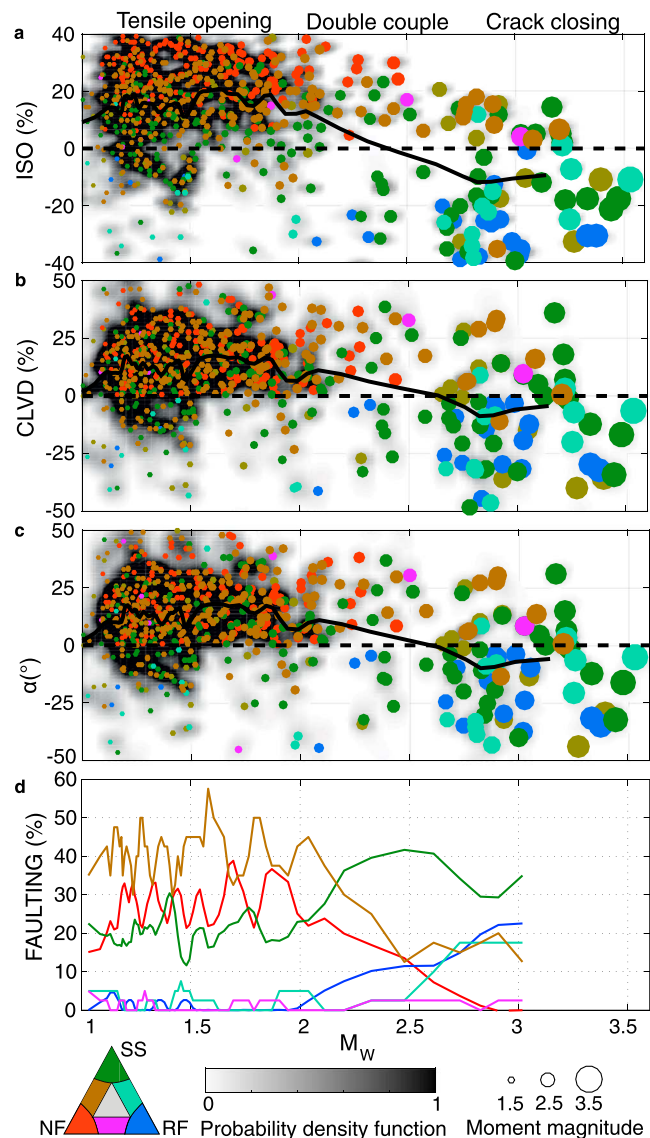 Tensile opening Double couple Crack closing
a
40
20
0
-20
-40
ISO (%)
b
50
25
0
-25
-50
CLVD (%)
c
50
25
0
-25
-50
α(°)
d
60
50
40
30
20
10
0
FAULTING (%)
1 1.5 2 2.5 3 3.5
Mw
SS
NF RF
0 1
Probability density function
1.5 2.5 3.5
Moment magnitude